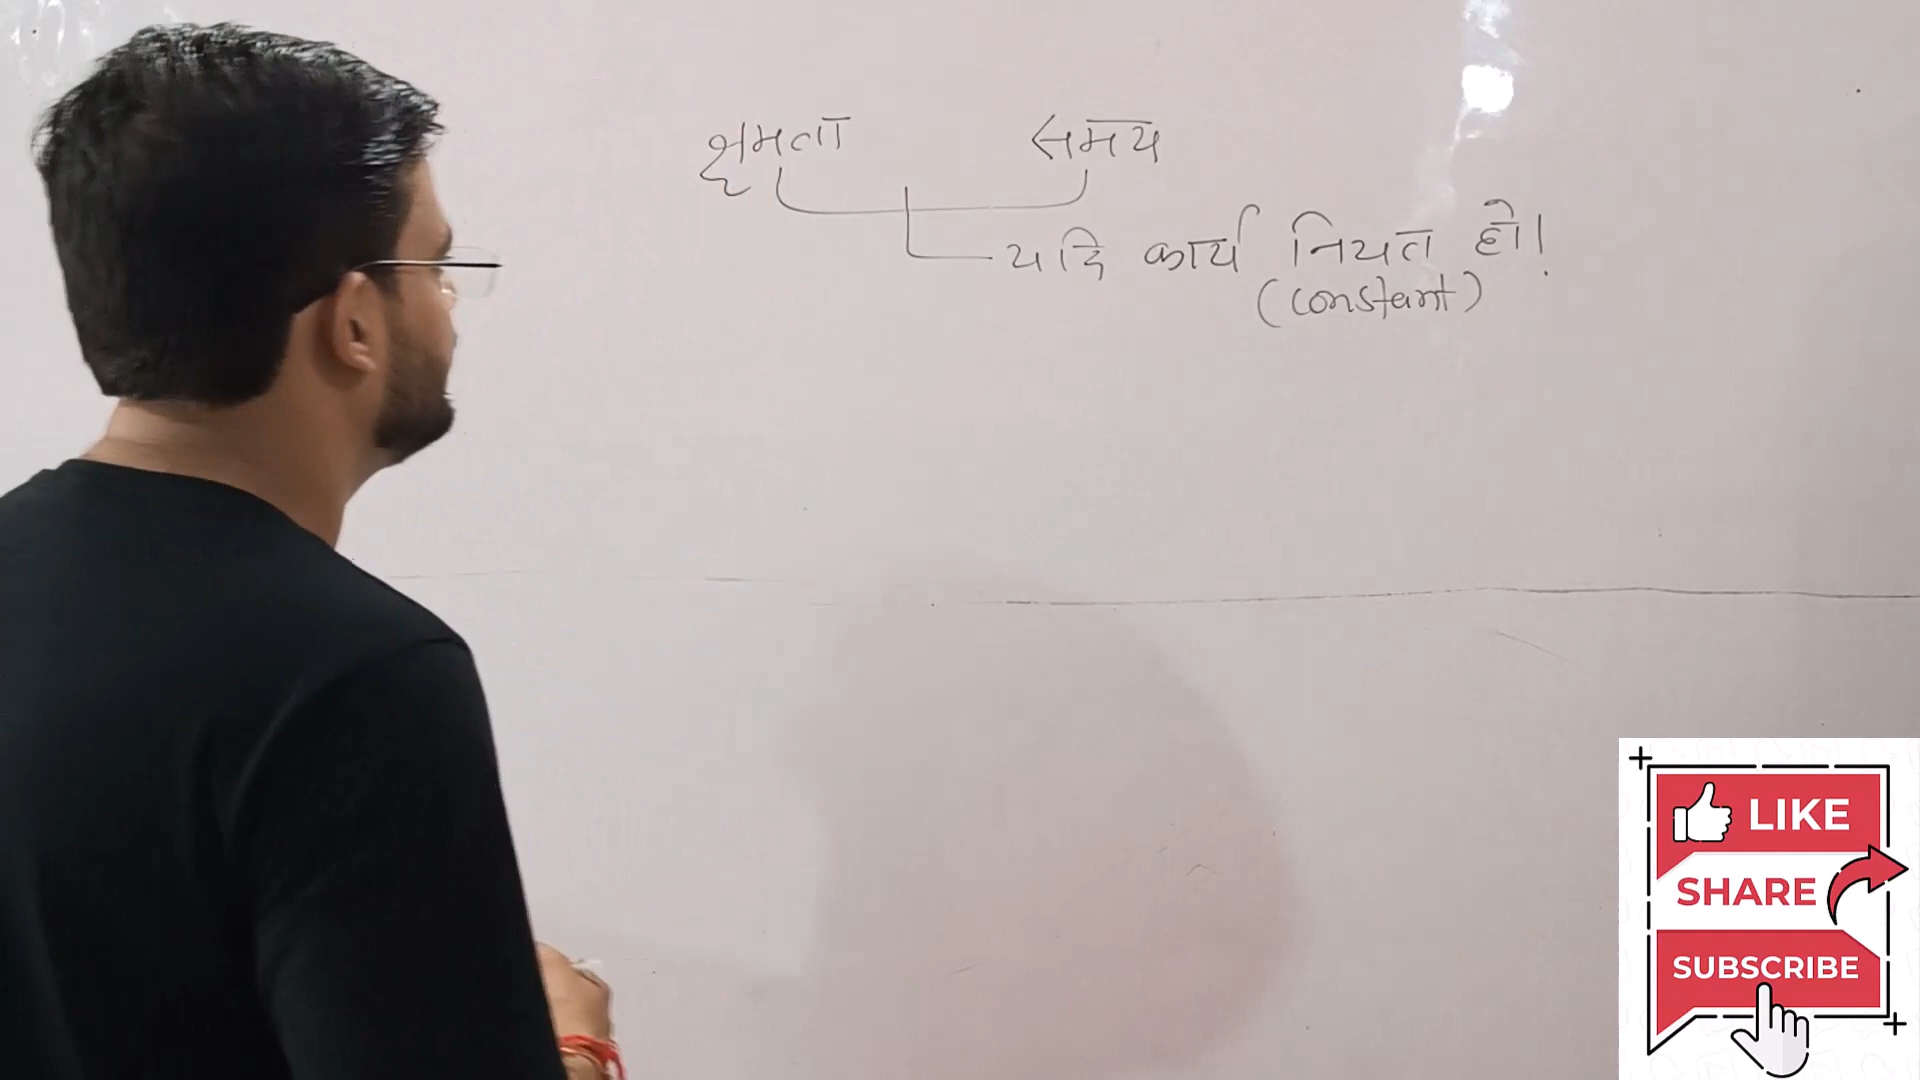 क्षमता समय
यदि कार्य नियत हो!
(constant)
LIKE
SHARE
SUBSCRIBE